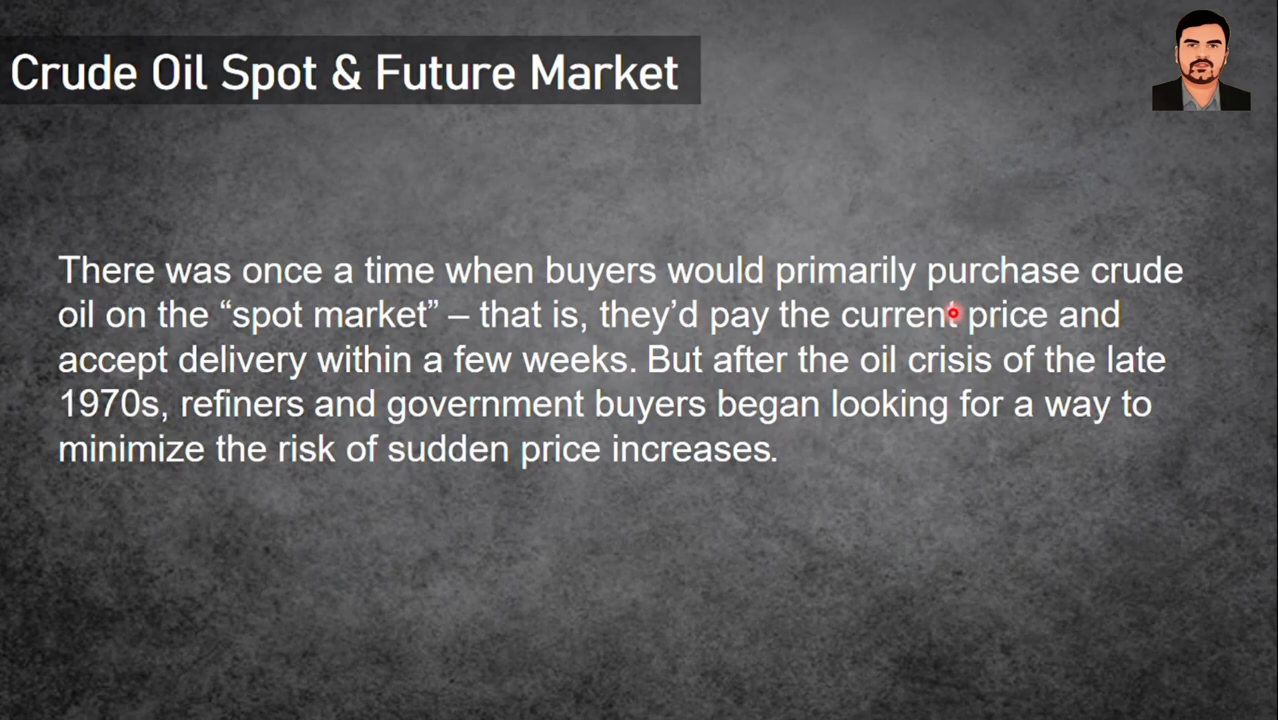 Crude Oil Spot & Future Market
There was once a time when buyers would primarily purchase crude
oil on the “spot market” – that is, they’d pay the current price and
accept delivery within a few weeks. But after the oil crisis of the late
1970s, refiners and government buyers began looking for a way to
minimize the risk of sudden price increases.